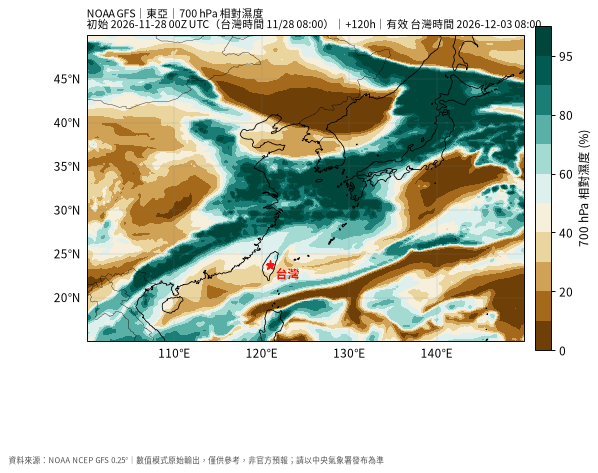 NOAA GFS｜東亞｜700 hPa 相對濕度
初始 2026-11-28 00Z UTC（台灣時間 11/28 08:00）｜+120h｜有效 台灣時間 2026-12-03 08:00
45°N
40°N
35°N
30°N
25°N
20°N
110°E
120°E
130°E
140°E
台灣
95
80
60
40
20
0
700 hPa 相對濕度 (%)
資料來源：NOAA NCEP GFS 0.25°｜數值模式原始輸出，僅供參考，非官方預報；請以中央氣象署發布為準